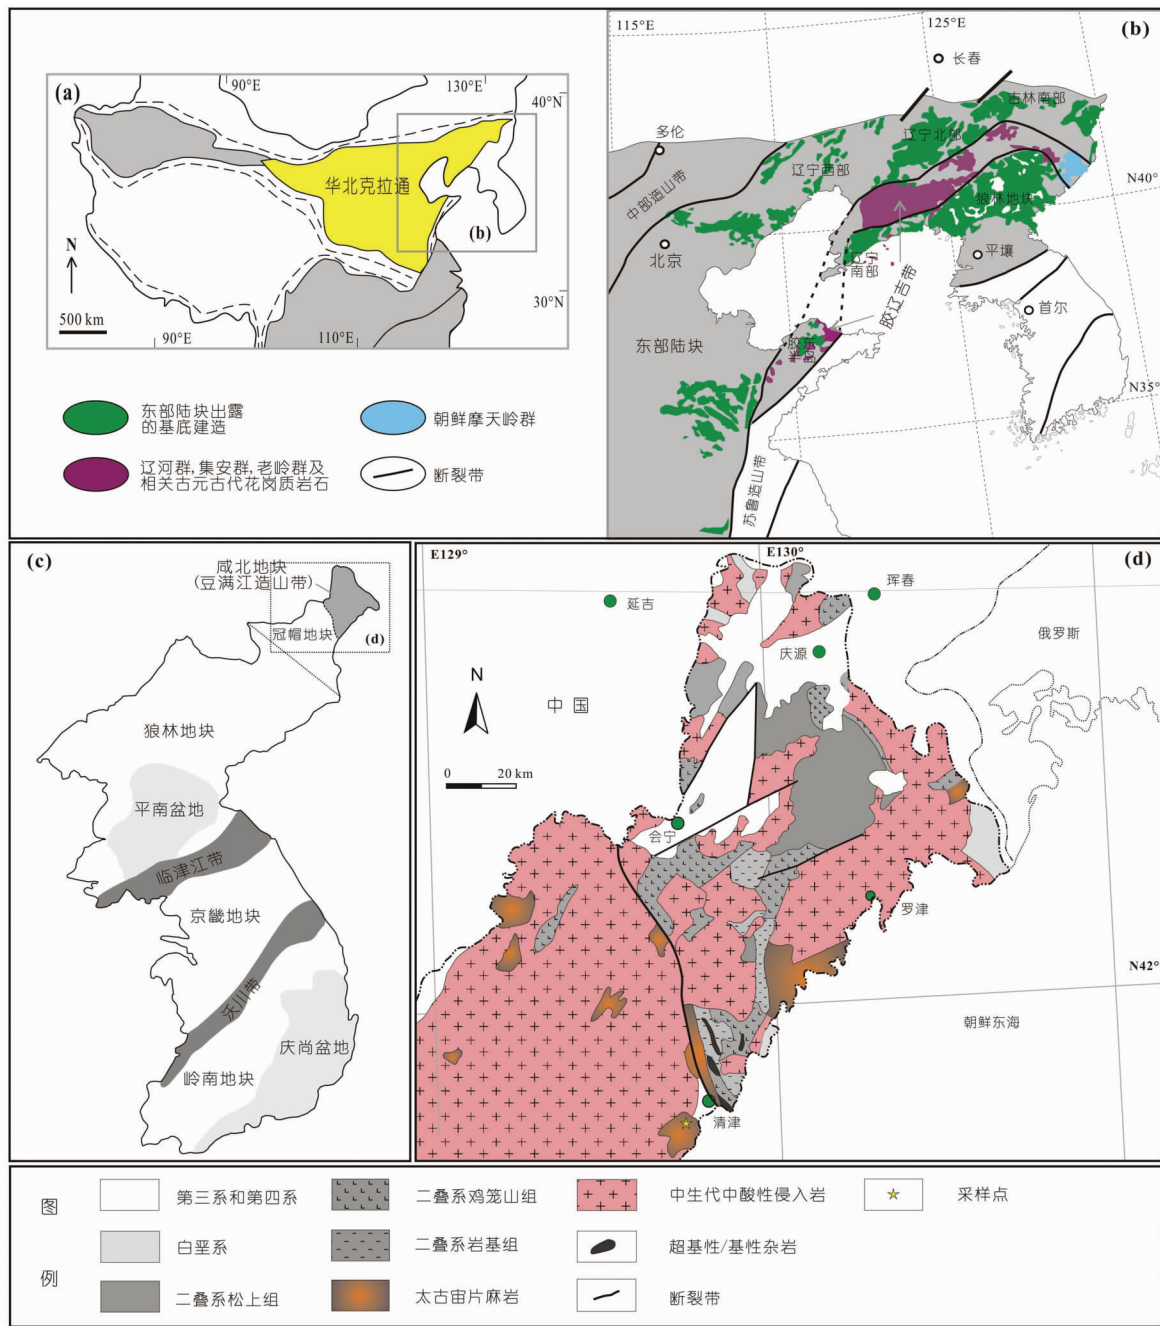 (a)
90°E
130°E
40°N
华北克拉通
(b)
N
500 km
30°N
90°E
110°E
东部陆块出露
的基底建造
朝鲜摩天岭群
辽河群,集安群,老岭群及
相关古元古代花岗质岩石
断裂带
115°E
125°E
(b)
长春
吉林南部
多伦
辽宁北部
辽宁西部
中部造山带
N40°
狼林地块
北京
平壤
辽宁
南部
首尔
胶辽吉带
东部陆块
胶东
半岛
N35°
苏鲁造山带
(c)
咸北地块
(豆满江造山带)
冠帽地块
(d)
狼林地块
平南盆地
临津江带
京畿地块
沃川带
庆尚盆地
岭南地块
E129°
E130°
(d)
延吉
珲春
俄罗斯
庆源
N
中国
0
20 km
会宁
罗津
N42°
朝鲜东海
清津
图
例
第三系和第四系
二叠系鸡笼山组
中生代中酸性侵入岩
采样点
白垩系
二叠系岩基组
超基性/基性杂岩
二叠系松上组
太古宙片麻岩
断裂带